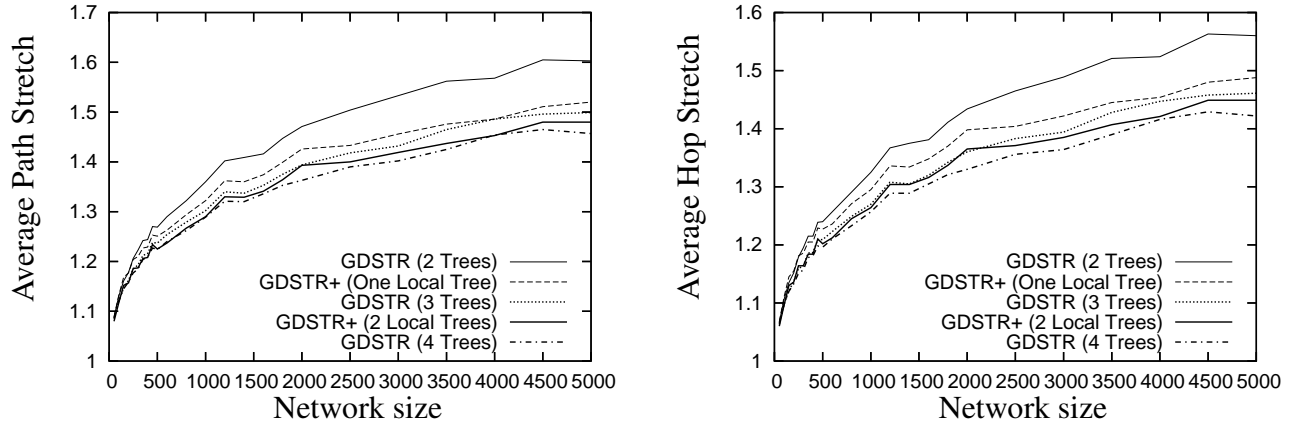 Average Path Stretch
1.7
1.6
1.5
1.4
1.3
1.2
1.1
1
GDSTR (2 Trees)
GDSTR+ (One Local Tree)
GDSTR (3 Trees)
GDSTR+ (2 Local Trees)
GDSTR (4 Trees)
0 500 1000 1500 2000 2500 3000 3500 4000 4500 5000
Network size
Average Hop Stretch
1.6
1.5
1.4
1.3
1.2
1.1
1
GDSTR (2 Trees)
GDSTR+ (One Local Tree)
GDSTR (3 Trees)
GDSTR+ (2 Local Trees)
GDSTR (4 Trees)
0 500 1000 1500 2000 2500 3000 3500 4000 4500 5000
Network size